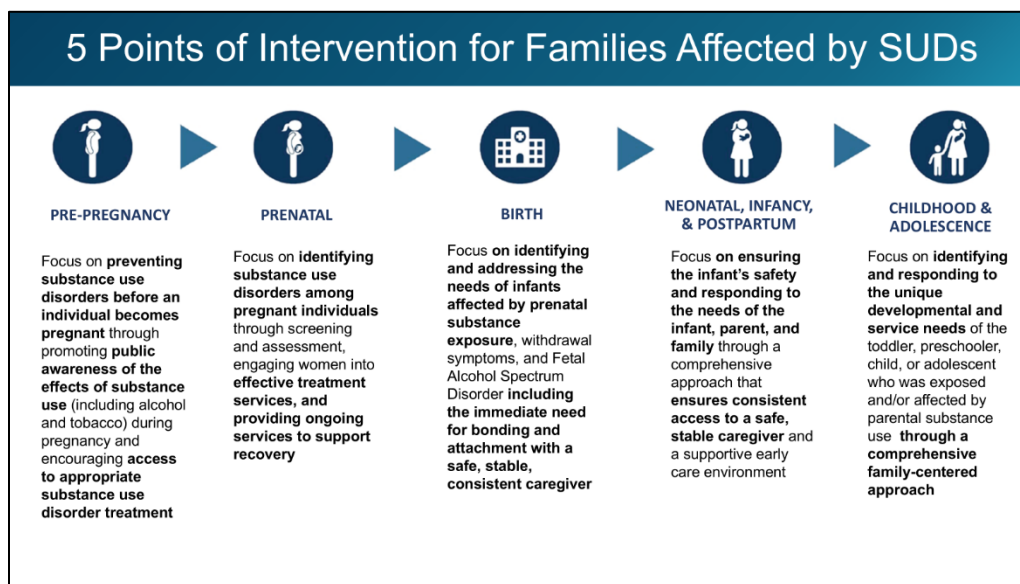 5 Points of Intervention for Families Affected by SUDs
PRE-PREGNANCY
Focus on preventing
substance use
disorders before an
individual becomes
pregnant through
promoting public
awareness of the
effects of substance
use (including alcohol
and tobacco) during
pregnancy and
encouraging access
to appropriate
substance use
disorder treatment
PRENATAL
Focus on identifying
substance use
disorders among
pregnant individuals
through screening
and assessment,
engaging women into
effective treatment
services, and
providing ongoing
services to support
recovery
BIRTH
Focus on identifying
and addressing the
needs of infants
affected by prenatal
substance
exposure, withdrawal
symptoms, and Fetal
Alcohol Spectrum
Disorder including
the immediate need
for bonding and
attachment with a
safe, stable,
consistent caregiver
NEONATAL, INFANCY,
& POSTPARTUM
Focus on ensuring
the infant's safety
and responding to
the needs of the
infant, parent, and
family through a
comprehensive
approach that
ensures consistent
access to a safe,
stable caregiver and
a supportive early
care environment
CHILDHOOD &
ADOLESCENCE
Focus on identifying
and responding to
the unique
developmental and
service needs of the
toddler, preschooler,
child, or adolescent
who was exposed
and/or affected by
parental substance
use through a
comprehensive
family-centered
approach